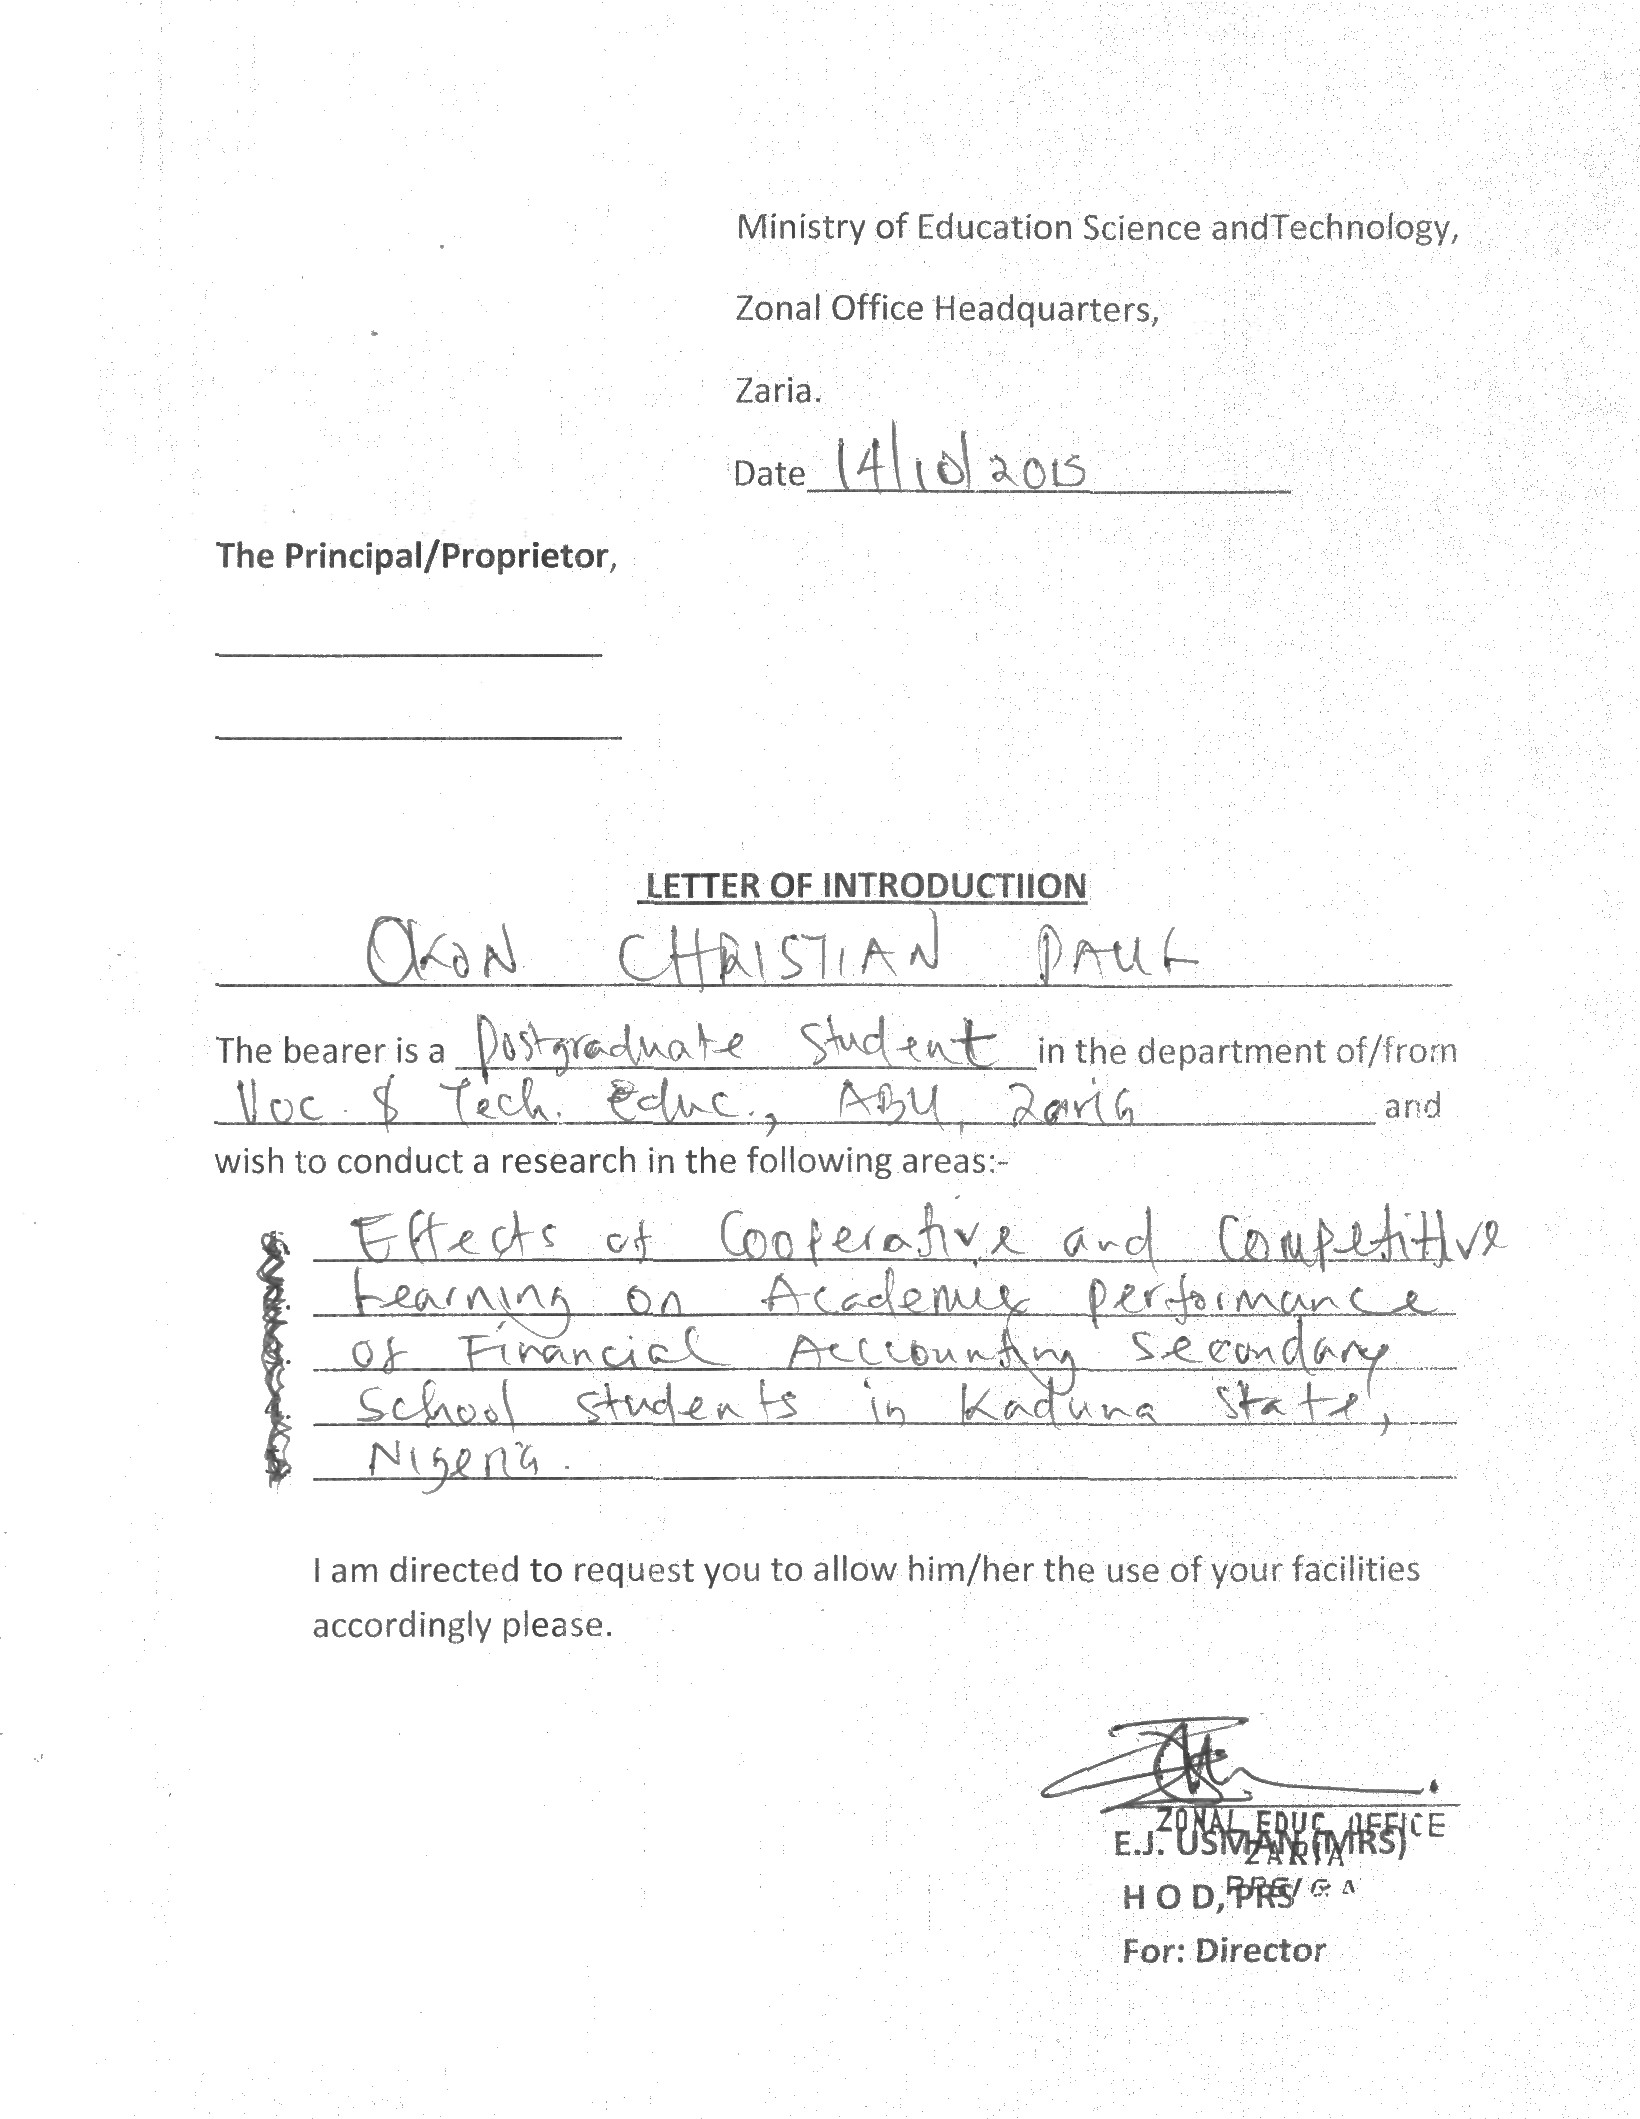 Ministry of Education Science andTechnology,
Zonal Office Headquarters,
Zaria.
Date 14/10/2015
The Principal/Proprietor,
LETTER OF INTRODUCTIION
OKON CHRISTIAN PAUL
The bearer is a Postgraduate Student in the department of/from
Voc. & Tech. Educ., ABU, Zaria and
wish to conduct a research in the following areas:-
Effects of Cooperative and Competitive
Learning on Academic performance
of Financial Accounting secondary
School students in Kaduna State,
Nigeria.
I am directed to request you to allow him/her the use of your facilities
accordingly please.
ZONAL EDUC. OFFICE
E.J. USMAN (MRS)
ZARIA
H O D, PRS
For: Director